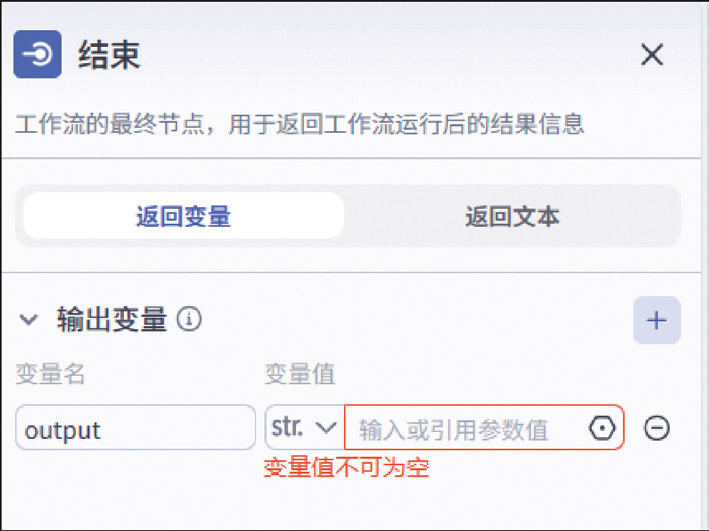 结束
工作流的最终节点，用于返回工作流运行后的结果信息
返回变量 返回文本
输出变量
变量名 变量值
output str. 输入或引用参数值
变量值不可为空